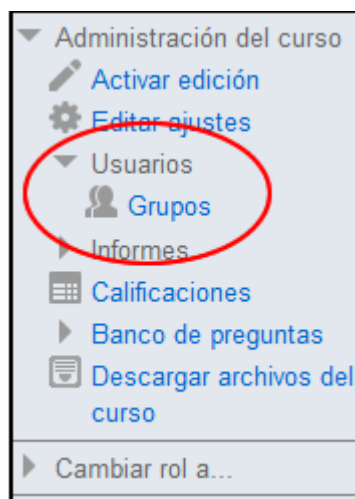 Administración del curso
Activar edición
Editar ajustes
Usuarios
Grupos
Informes
Calificaciones
Banco de preguntas
Descargar archivos del
curso
Cambiar rol a...